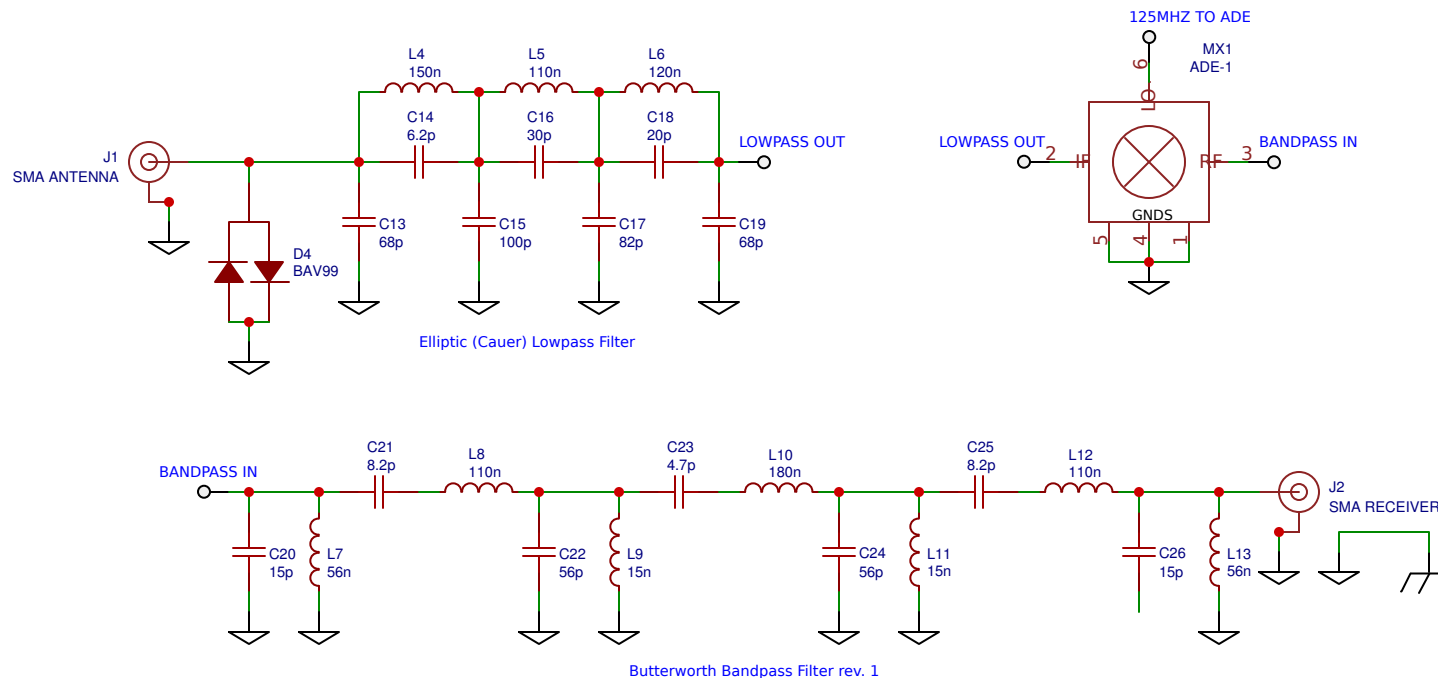 125MHZ TO ADE
MX1
ADE-1
6
LO
LOWPASS OUT
2
IF
RF
3
BANDPASS IN
GNDS
5
4
1
J1
SMA ANTENNA
D4
BAV99
L4
150n
L5
110n
L6
120n
C14
6.2p
C16
30p
C18
20p
LOWPASS OUT
C13
68p
C15
100p
C17
82p
C19
68p
Elliptic (Cauer) Lowpass Filter
BANDPASS IN
C21
8.2p
L8
110n
C23
4.7p
L10
180n
C25
8.2p
L12
110n
J2
SMA RECEIVER
C20
15p
L7
56n
C22
56p
L9
15n
C24
56p
L11
15n
C26
15p
L13
56n
Butterworth Bandpass Filter rev. 1